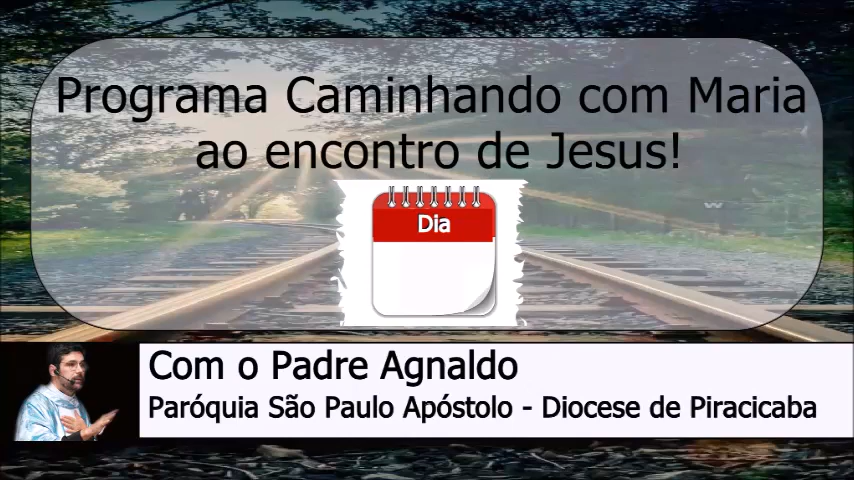 Programa Caminhando com Maria
ao encontro de Jesus!
Dia
Com o Padre Agnaldo
Paróquia São Paulo Apóstolo - Diocese de Piracicaba